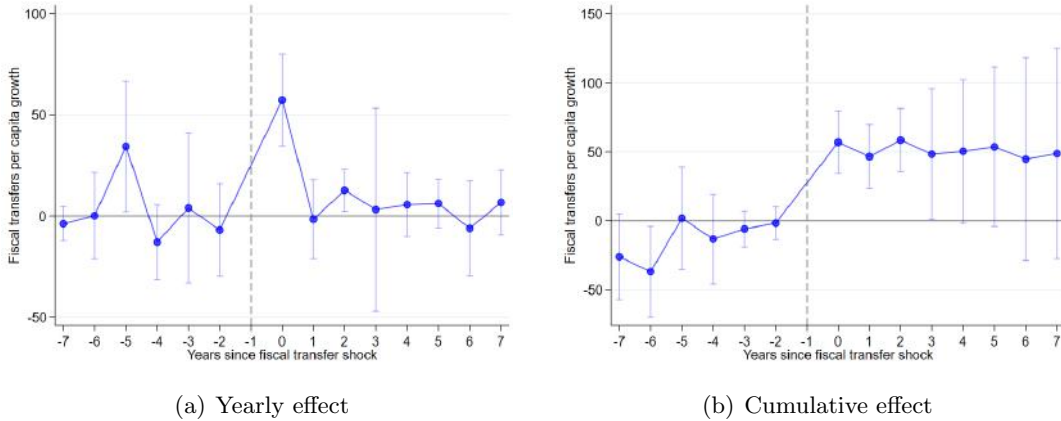 100
50
0
-50
Fiscal transfers per capita growth
-7 -6 -5 -4 -3 -2 -1 0 1 2 3 4 5 6 7
Years since fiscal transfer shock
(a) Yearly effect
150
100
50
0
-50
Fiscal transfers per capita growth
-7 -6 -5 -4 -3 -2 -1 0 1 2 3 4 5 6 7
Years since fiscal transfer shock
(b) Cumulative effect